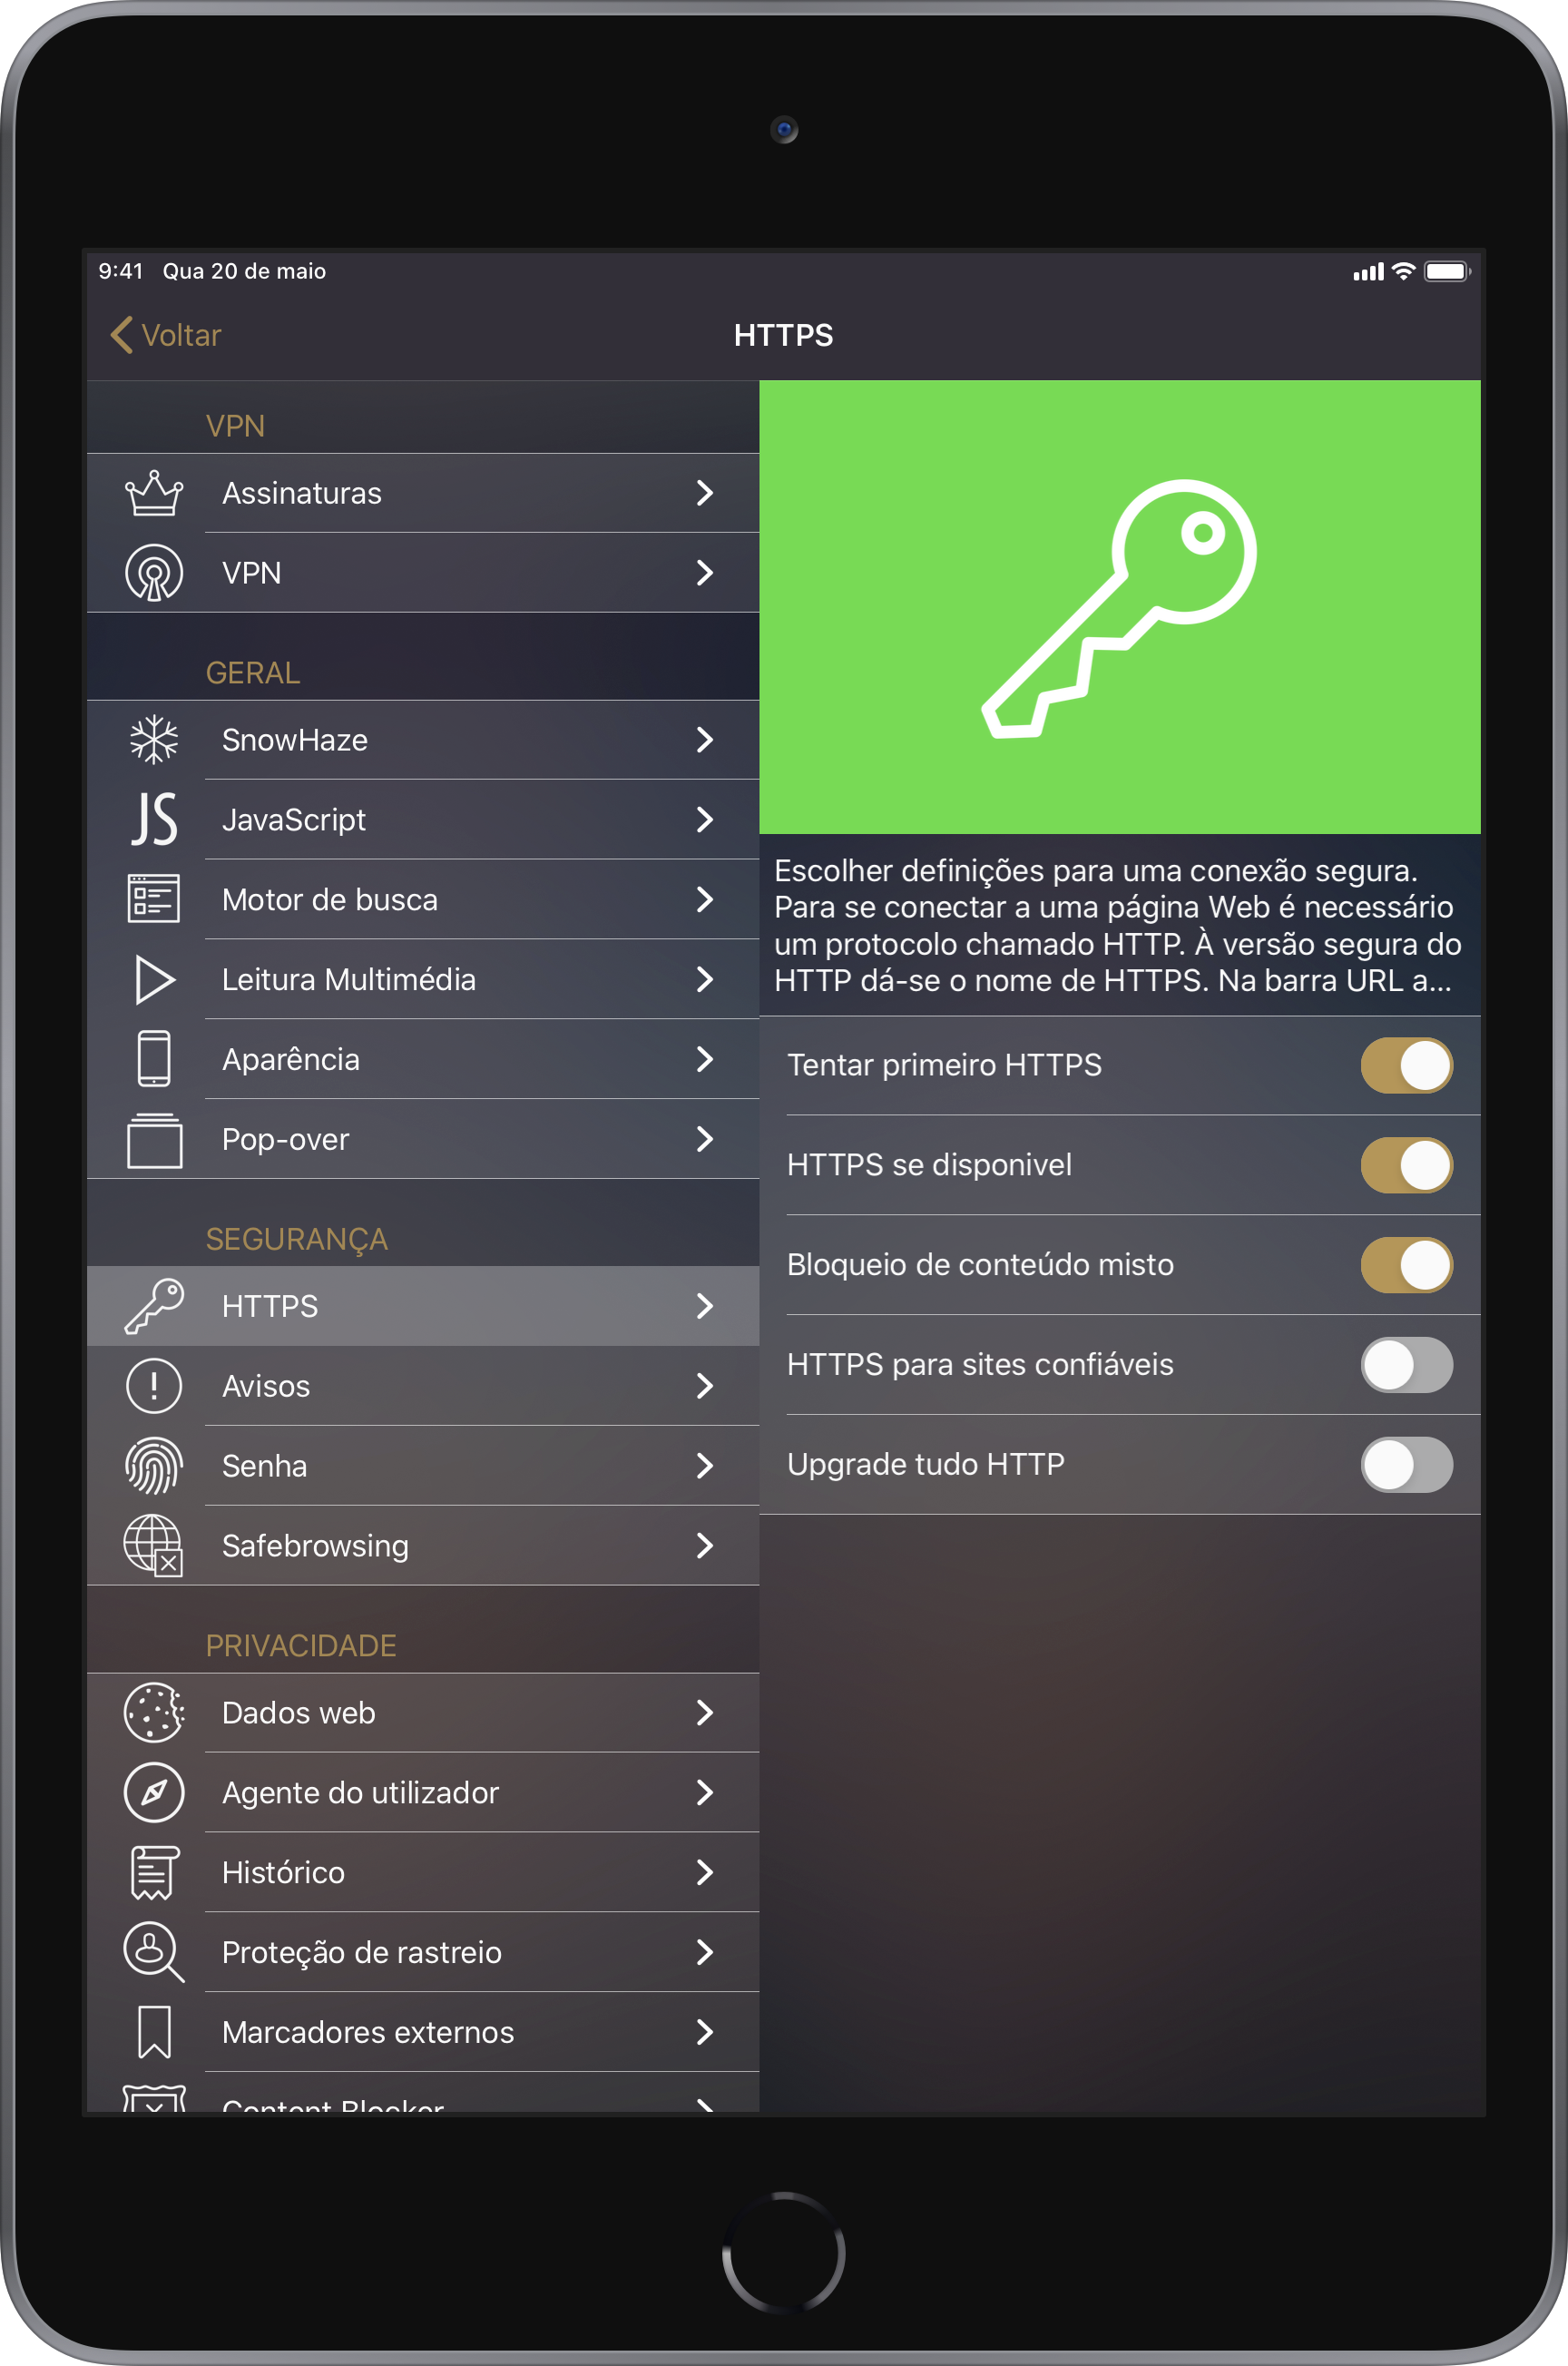 9:41 Qua 20 de maio
Voltar
HTTPS
VPN
Assinaturas
VPN
GERAL
SnowHaze
JS JavaScript
Motor de busca
Leitura Multimédia
Aparência
Pop-over
SEGURANÇA
HTTPS
Avisos
Senha
Safebrowsing
PRIVACIDADE
Dados web
Agente do utilizador
Histórico
Proteção de rastreio
Marcadores externos
Content Blocker
Escolher definições para uma conexão segura.
Para se conectar a uma página Web é necessário
um protocolo chamado HTTP. À versão segura do
HTTP dá-se o nome de HTTPS. Na barra URL a...
Tentar primeiro HTTPS
HTTPS se disponivel
Bloqueio de conteúdo misto
HTTPS para sites confiáveis
Upgrade tudo HTTP